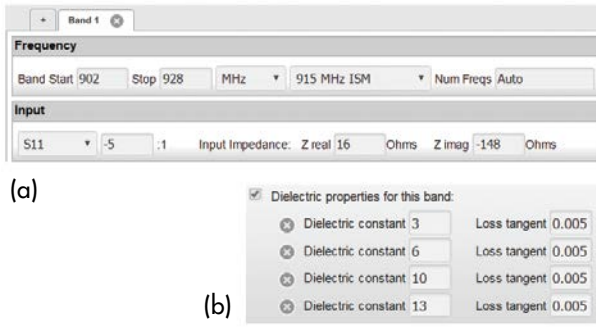 + Band 1
Frequency
Band Start 902 Stop 928 MHz 915 MHz ISM Num Freqs Auto
Input
S11 -5 :1 Input Impedance: Z real 16 Ohms Z imag -148 Ohms
(a)
Dielectric properties for this band:
Dielectric constant 3 Loss tangent 0.005
Dielectric constant 6 Loss tangent 0.005
Dielectric constant 10 Loss tangent 0.005
Dielectric constant 13 Loss tangent 0.005
(b)